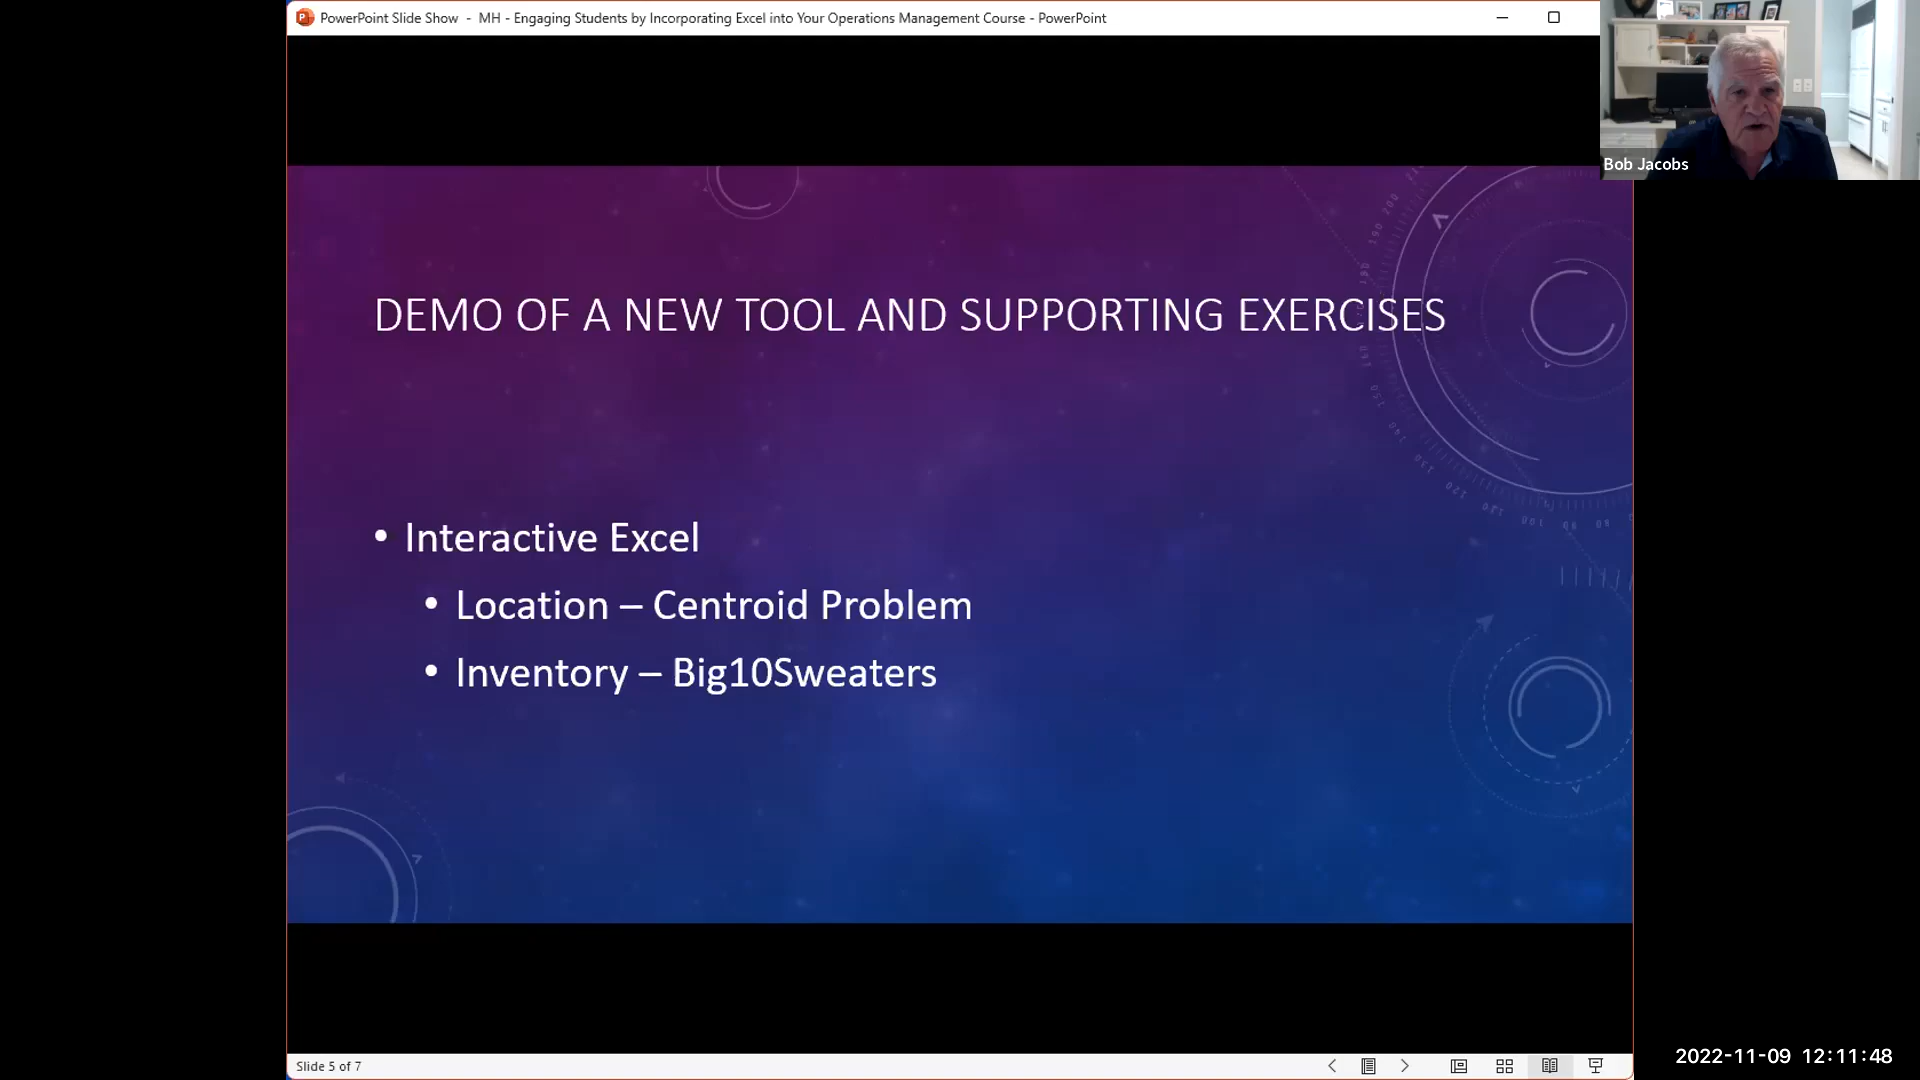 PowerPoint Slide Show - MH - Engaging Students by Incorporating Excel into Your Operations Management Course - PowerPoint
Bob Jacobs
DEMO OF A NEW TOOL AND SUPPORTING EXERCISES
• Interactive Excel
• Location – Centroid Problem
• Inventory – Big10Sweaters
Slide 5 of 7
2022-11-09 12:11:48